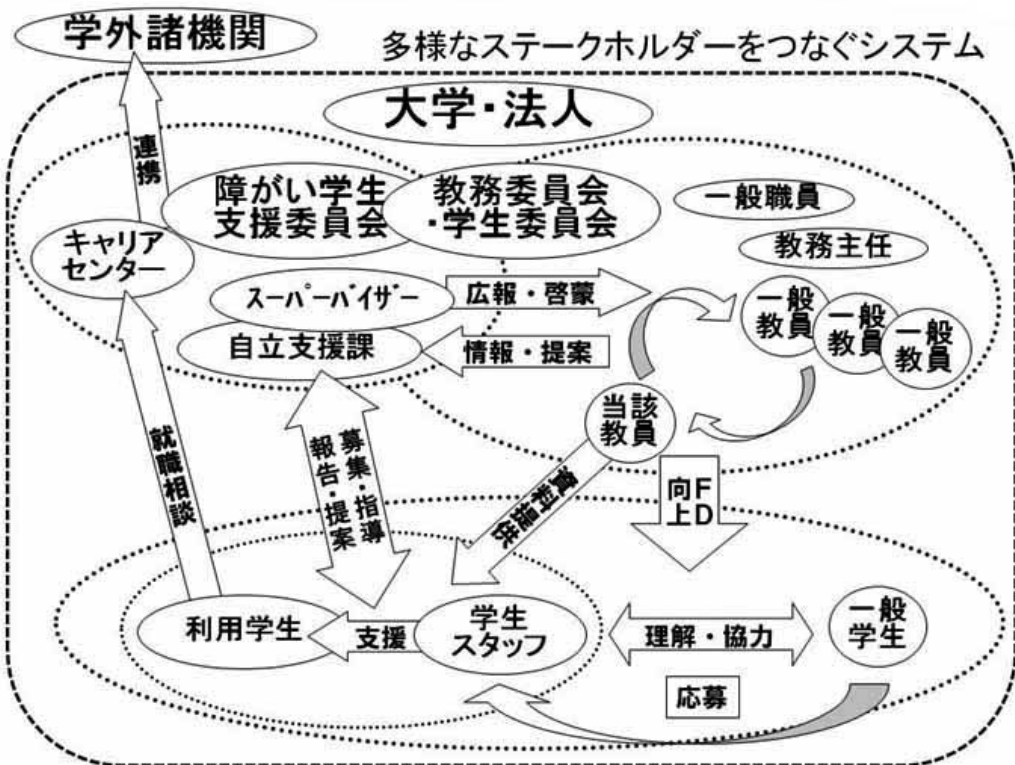 学外諸機関
多様なステークホルダーをつなぐシステム
大学・法人
連携
障がい学生
支援委員会
教務委員会
・学生委員会
一般職員
キャリア
センター
教務主任
スーパーバイザー
広報・啓蒙
一般
教員
一般
教員
一般
教員
自立支援課
情報・提案
当該
教員
就職相談
募集・指導
報告・提案
資料提供
FD
向上
利用学生
支援
学生
スタッフ
理解・協力
一般
学生
応募